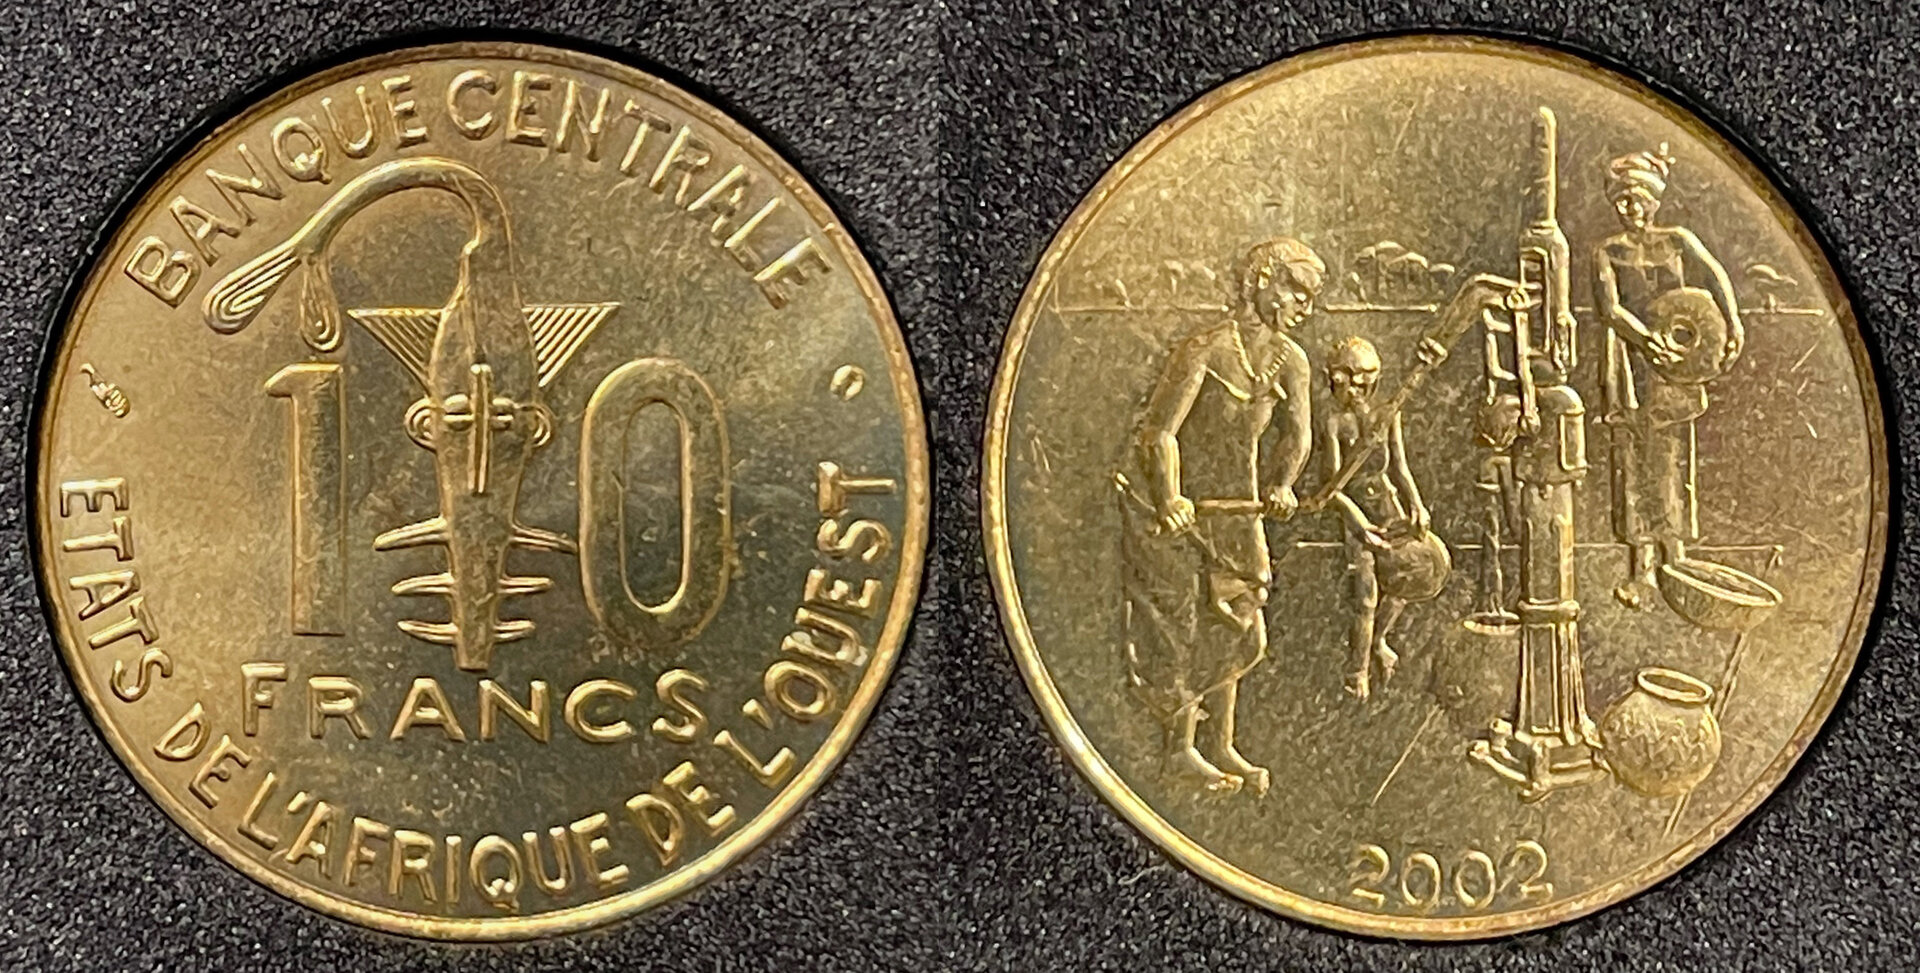 BANQUE CENTRALE
10
FRANCS
ETATS DE L'AFRIQUE DE L'OUEST
2002